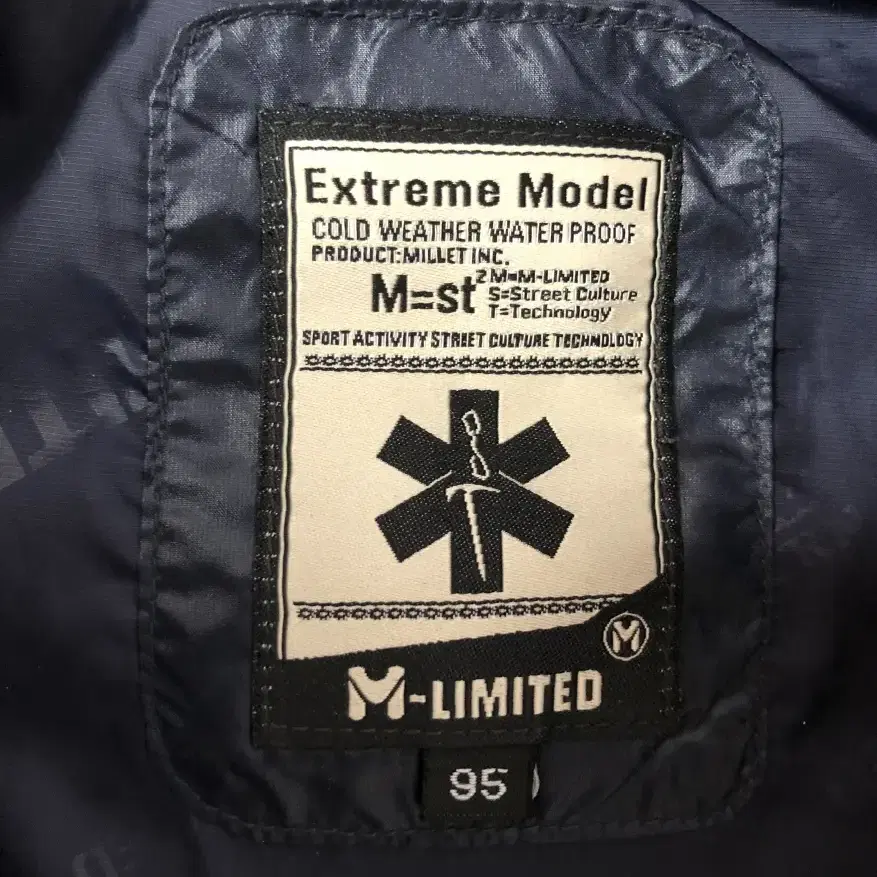 Extreme Model
COLD WEATHER WATER PROOF
PRODUCT:MILLET INC.
M=st²
M=M-LIMITED
S=Street Culture
T=Technology
SPORT ACTIVITY STREET CULTURE TECHNOLOGY
M
M-LIMITED
95